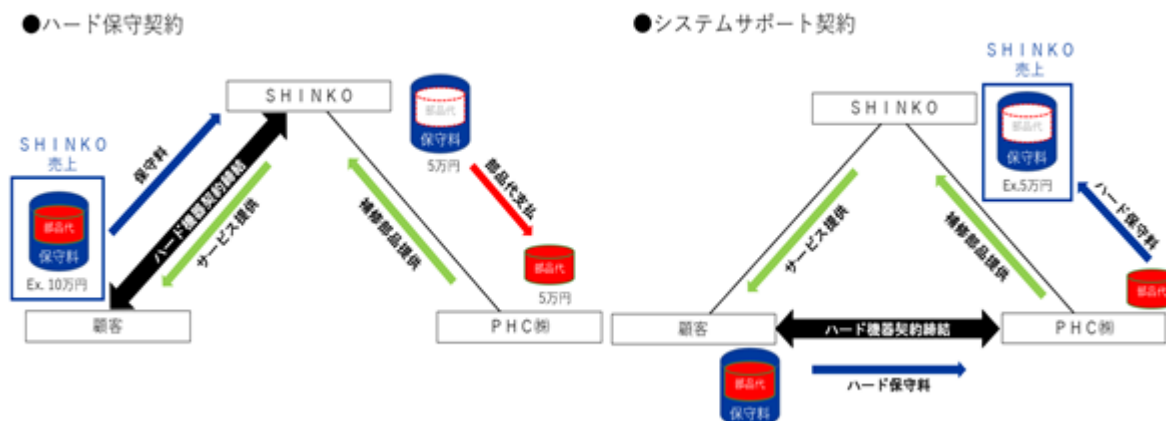 ●ハード保守契約
SHINKO
SHINKO
売上
保守料
部品代
保守料
Ex. 10万円
ハード機器契約締結
サービス提供
補修部品提供
部品代
保守料
5万円
部品代支払
部品代
5万円
顧客
PHC㈱
●システムサポート契約
SHINKO
売上
SHINKO
部品代
保守料
Ex.5万円
サービス提供
補修部品提供
ハード保守料
部品代
顧客
ハード機器契約締結
PHC㈱
部品代
保守料
ハード保守料